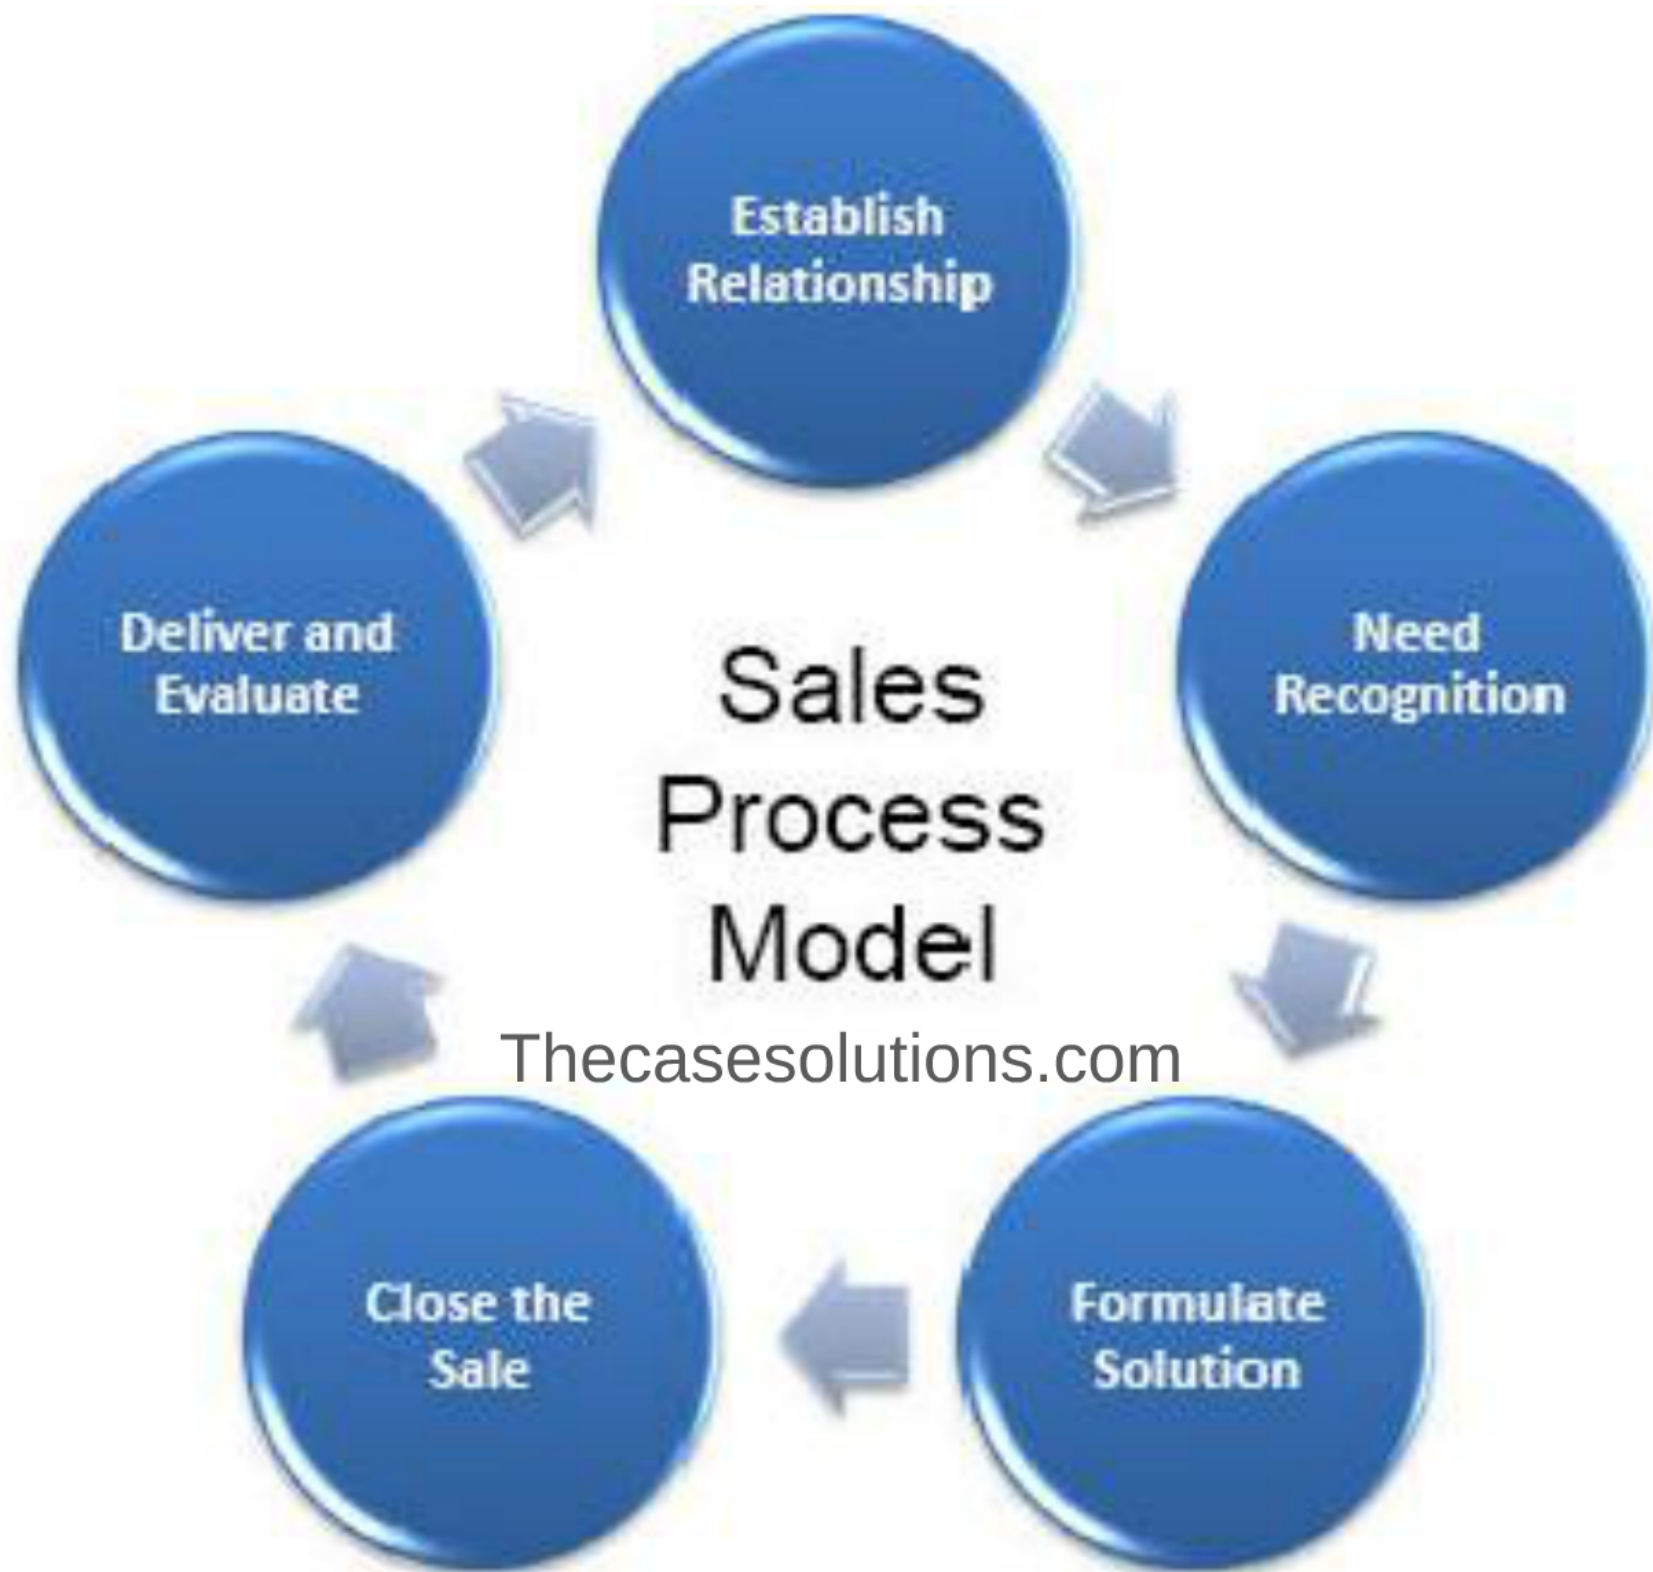 Establish
Relationship
Need
Recognition
Formulate
Solution
Close the
Sale
Deliver and
Evaluate
Sales
Process
Model
Thecasesolutions.com